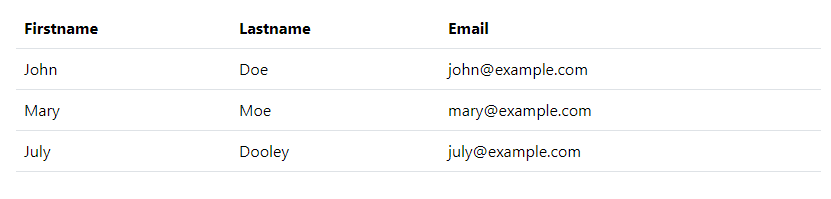 Firstname Lastname Email
John Doe john@example.com
Mary Moe mary@example.com
July Dooley july@example.com